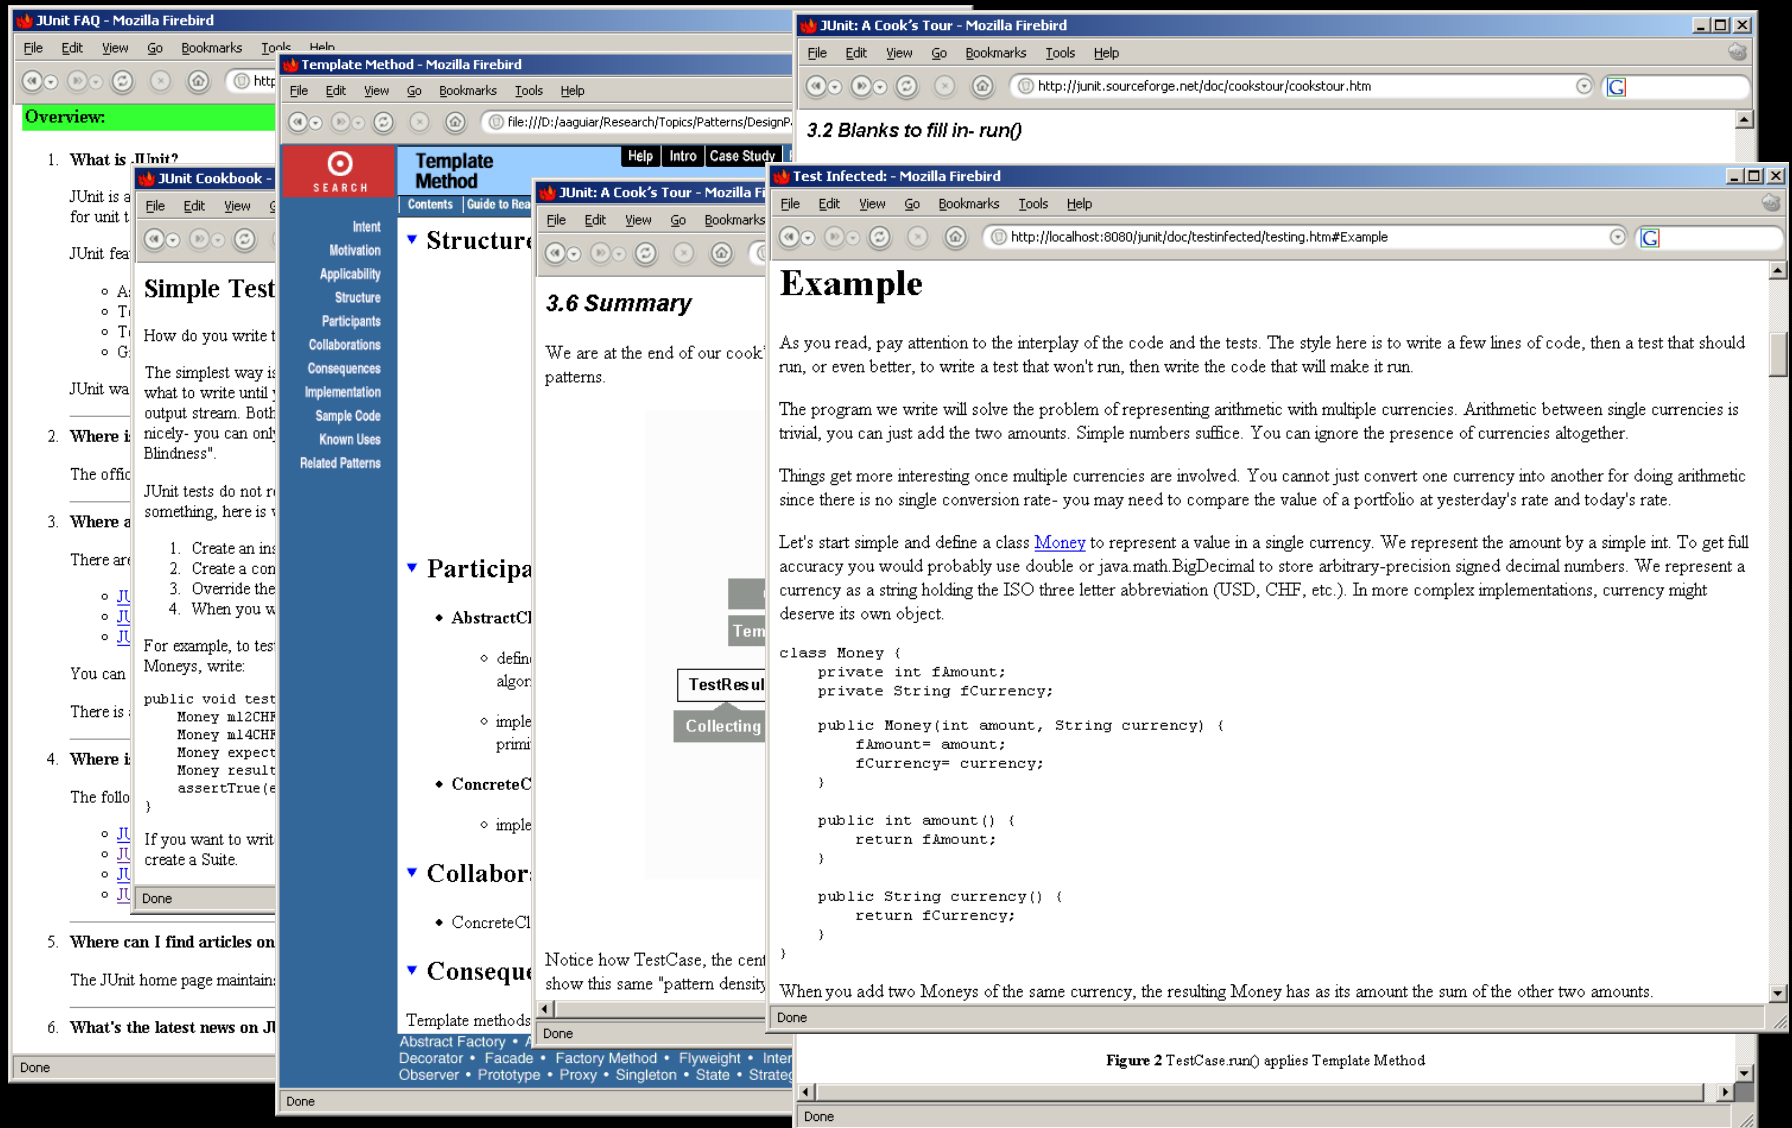 JUnit FAQ - Mozilla Firebird
File Edit View Go Bookmarks Tools Help
Overview:
1. What is JUnit?
JUnit is a
for unit t
JUnit fea
JUnit wa
2. Where is
The offic
3. Where a
There are
You can
There is
4. Where is
The follo
5. Where can I find articles on
The JUnit home page maintains
6. What's the latest news on JU
Done
JUnit Cookbook -
File Edit View G
Simple Test
How do you write t
The simplest way is
what to write until y
output stream. Both
nicely- you can only
Blindness".
JUnit tests do not re
something, here is w
1. Create an ins
2. Create a con
3. Override the
4. When you w
For example, to test
Moneys, write:
public void test
Money m12CHF
Money m14CHF
Money expect
Money result
assertTrue(e
}
If you want to writ
create a Suite.
Done
Template Method - Mozilla Firebird
File Edit View Go Bookmarks Tools Help
file:///D:/aaguiar/Research/Topics/Patterns/DesignP
SEARCH
Template
Method
Help Intro Case Study
Contents Guide to Rea
Intent
Motivation
Applicability
Structure
Participants
Collaborations
Consequences
Implementation
Sample Code
Known Uses
Related Patterns
Structure
Participa
AbstractCl
defin
algor
imple
primi
ConcreteC
imple
Collabor
ConcreteCl
Conseque
Template methods
Abstract Factory • A
Decorator • Facade • Factory Method • Flyweight • Inter
Observer • Prototype • Proxy • Singleton • State • Strateg
Done
JUnit: A Cook's Tour - Mozilla Fi
File Edit View Go Bookmarks
3.6 Summary
We are at the end of our cook'
patterns.
Tem
TestResul
Collecting
Notice how TestCase, the cent
show this same "pattern density
Done
JUnit: A Cook's Tour - Mozilla Firebird
File Edit View Go Bookmarks Tools Help
http://junit.sourceforge.net/doc/cookstour/cookstour.htm
G
3.2 Blanks to fill in- run()
Figure 2 TestCase.run() applies Template Method
Done
Test Infected: - Mozilla Firebird
File Edit View Go Bookmarks Tools Help
http://localhost:8080/junit/doc/testinfected/testing.htm#Example
G
Example
As you read, pay attention to the interplay of the code and the tests. The style here is to write a few lines of code, then a test that should
run, or even better, to write a test that won't run, then write the code that will make it run.
The program we write will solve the problem of representing arithmetic with multiple currencies. Arithmetic between single currencies is
trivial, you can just add the two amounts. Simple numbers suffice. You can ignore the presence of currencies altogether.
Things get more interesting once multiple currencies are involved. You cannot just convert one currency into another for doing arithmetic
since there is no single conversion rate- you may need to compare the value of a portfolio at yesterday's rate and today's rate.
Let's start simple and define a class Money to represent a value in a single currency. We represent the amount by a simple int. To get full
accuracy you would probably use double or java.math.BigDecimal to store arbitrary-precision signed decimal numbers. We represent a
currency as a string holding the ISO three letter abbreviation (USD, CHF, etc.). In more complex implementations, currency might
deserve its own object.
class Money {
private int fAmount;
private String fCurrency;
public Money(int amount, String currency) {
fAmount= amount;
fCurrency= currency;
}
public int amount() {
return fAmount;
}
public String currency() {
return fCurrency;
}
}
When you add two Moneys of the same currency, the resulting Money has as its amount the sum of the other two amounts.
Done